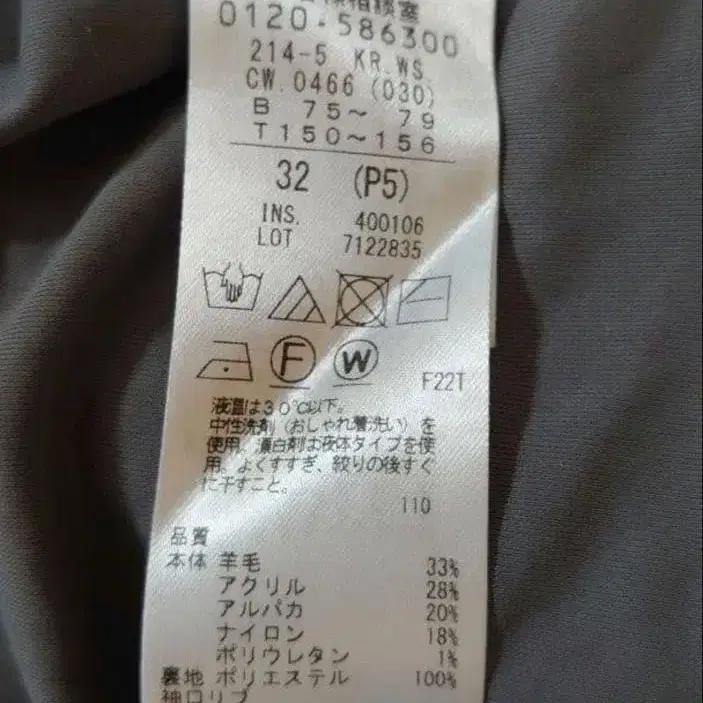 0120-586300
214-5 KR.WS.
CW.0466 (030)
B 75～ 79
T150～156
32 (P5)
INS. 400106
LOT 7122835
F W
F22T
液温は30℃以下。
中性洗剤（おしゃれ着洗い）を
使用。漂白剤は液体タイプを使
用。よくすすぎ、絞りの後すぐ
に干すこと。
110
品質
本体 羊毛 33%
アクリル 28%
アルパカ 20%
ナイロン 18%
ポリウレタン 1%
裏地 ポリエステル 100%
袖口リブ